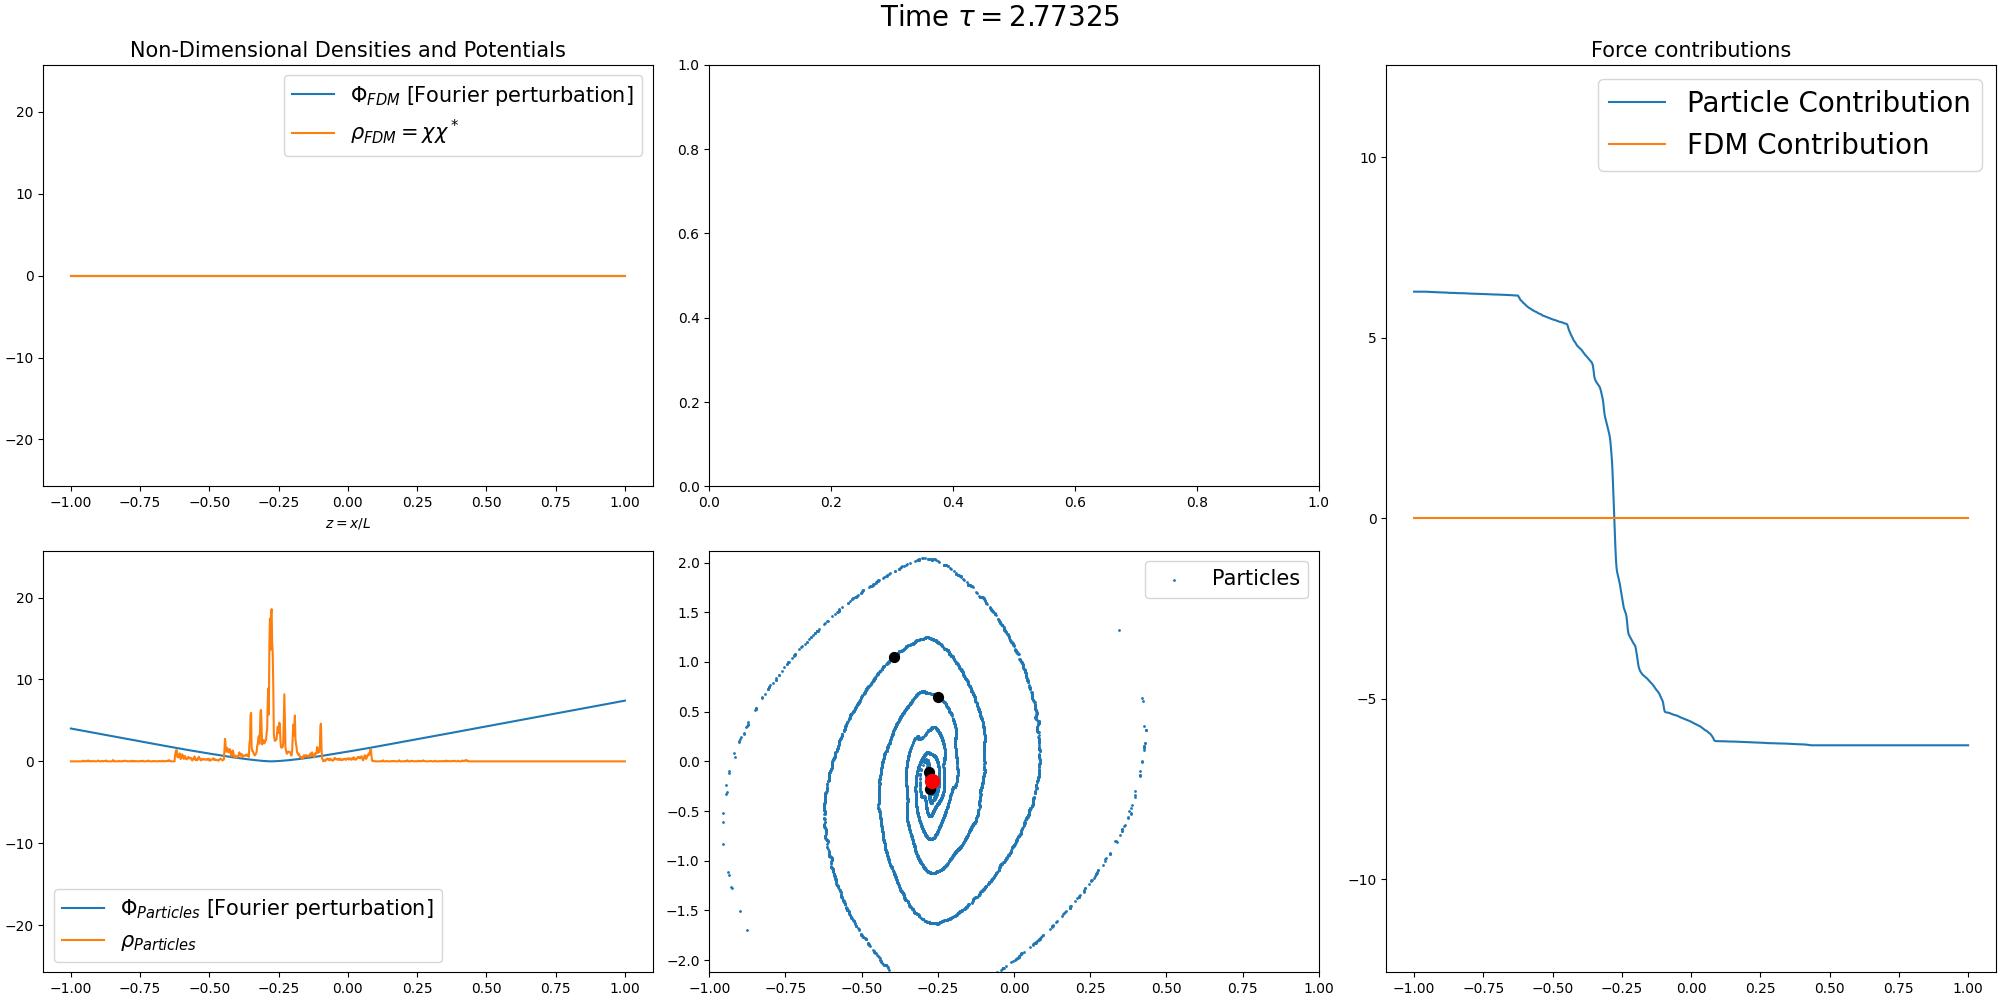 Time τ = 2.77325
Non-Dimensional Densities and Potentials
Φ_FDM [Fourier perturbation]
ρ_FDM = χχ*
20
10
0
−10
−20
−1.00 −0.75 −0.50 −0.25 0.00 0.25 0.50 0.75 1.00
z = x/L
1.0
0.8
0.6
0.4
0.2
0.0
0.0 0.2 0.4 0.6 0.8 1.0
Force contributions
Particle Contribution
FDM Contribution
10
5
0
−5
−10
−1.00 −0.75 −0.50 −0.25 0.00 0.25 0.50 0.75 1.00
20
10
0
−10
−20
Φ_Particles [Fourier perturbation]
ρ_Particles
−1.00 −0.75 −0.50 −0.25 0.00 0.25 0.50 0.75 1.00
Particles
2.0
1.5
1.0
0.5
0.0
−0.5
−1.0
−1.5
−2.0
−1.00 −0.75 −0.50 −0.25 0.00 0.25 0.50 0.75 1.00